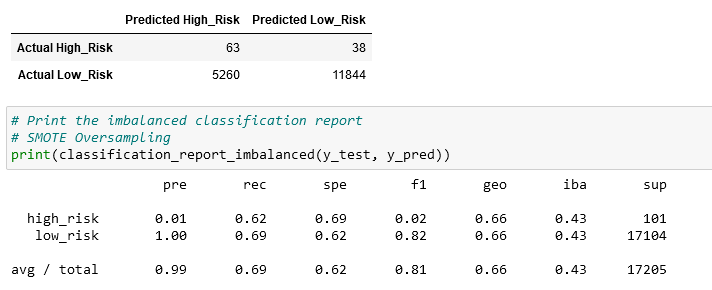 Predicted High_Risk Predicted Low_Risk
Actual High_Risk 63 38
Actual Low_Risk 5260 11844
# Print the imbalanced classification report
# SMOTE Oversampling
print(classification_report_imbalanced(y_test, y_pred))
pre rec spe f1 geo iba sup
high_risk 0.01 0.62 0.69 0.02 0.66 0.43 101
low_risk 1.00 0.69 0.62 0.82 0.66 0.43 17104
avg / total 0.99 0.69 0.62 0.81 0.66 0.43 17205